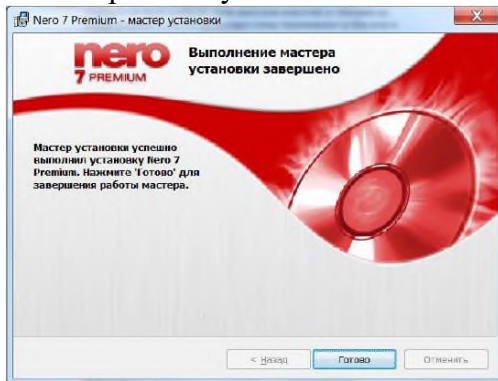 Nero 7 Premium - мастер установки
nero
7 PREMIUM
Выполнение мастера
установки завершено
Мастер установки успешно
выполнил установку Nero 7
Premium. Нажмите 'Готово' для
завершения работы мастера.
< Назад
Готово
Отменить